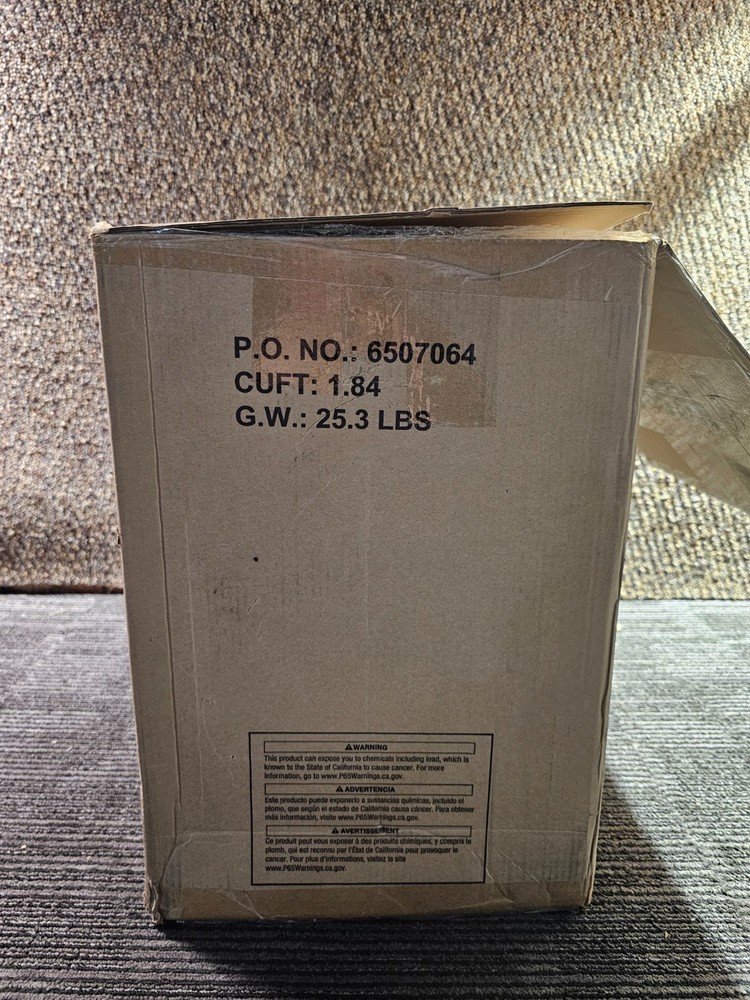 P.O. NO.: 6507064
CUFT: 1.84
G.W.: 25.3 LBS
⚠WARNING
This product can expose you to chemicals including lead, which is
known to the State of California to cause cancer. For more
information, go to www.P65Warnings.ca.gov.
⚠ ADVERTENCIA
Este producto puede exponerlo a sustancias químicas, incluido el
plomo, que según el estado de California causa cáncer. Para obtener
más información, visite www.P65Warnings.ca.gov.
⚠ AVERTISSEMENT
Ce produit peut vous exposer à des produits chimiques, y compris le
plomb, qui est reconnu par l'État de Californie pour provoquer le
cancer. Pour plus d'informations, visitez le site
www.P65Warnings.ca.gov.